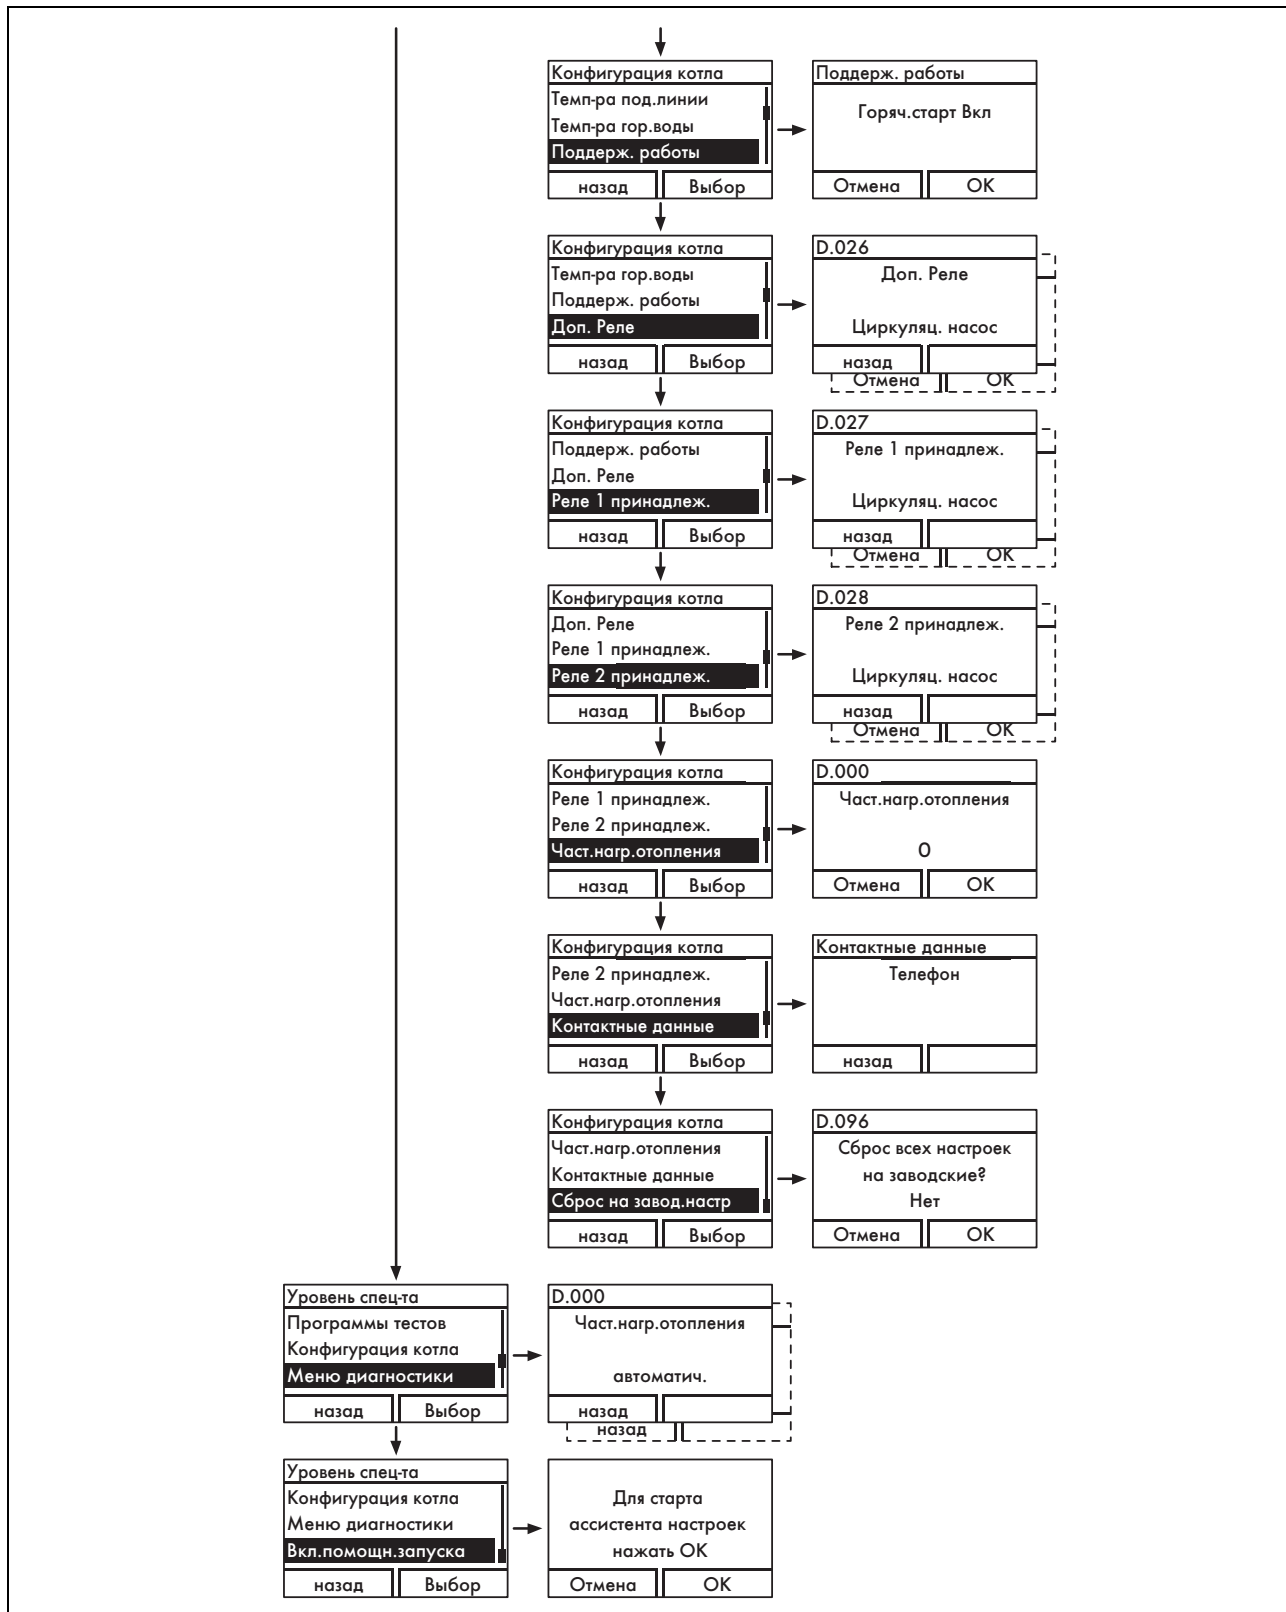 Конфигурация котла
Темп-ра под.линии
Темп-ра гор.воды
Поддерж. работы
назад Выбор
Поддерж. работы
Горяч.старт Вкл
Отмена OK
Конфигурация котла
Темп-ра гор.воды
Поддерж. работы
Доп. Реле
назад Выбор
D.026
Доп. Реле
Циркуляц. насос
назад
Отмена OK
Конфигурация котла
Поддерж. работы
Доп. Реле
Реле 1 принадлеж.
назад Выбор
D.027
Реле 1 принадлеж.
Циркуляц. насос
назад
Отмена OK
Конфигурация котла
Доп. Реле
Реле 1 принадлеж.
Реле 2 принадлеж.
назад Выбор
D.028
Реле 2 принадлеж.
Циркуляц. насос
назад
Отмена OK
Конфигурация котла
Реле 1 принадлеж.
Реле 2 принадлеж.
Част.нагр.отопления
назад Выбор
D.000
Част.нагр.отопления
0
Отмена OK
Конфигурация котла
Реле 2 принадлеж.
Част.нагр.отопления
Контактные данные
назад Выбор
Контактные данные
Телефон
назад
Конфигурация котла
Част.нагр.отопления
Контактные данные
Сброс на завод.настр
назад Выбор
D.096
Сброс всех настроек
на заводские?
Нет
Отмена OK
Уровень спец-та
Программы тестов
Конфигурация котла
Меню диагностики
назад Выбор
D.000
Част.нагр.отопления
автоматич.
назад
назад
Уровень спец-та
Конфигурация котла
Меню диагностики
Вкл.помощн.запуска
назад Выбор
Для старта
ассистента настроек
нажать OK
Отмена OK